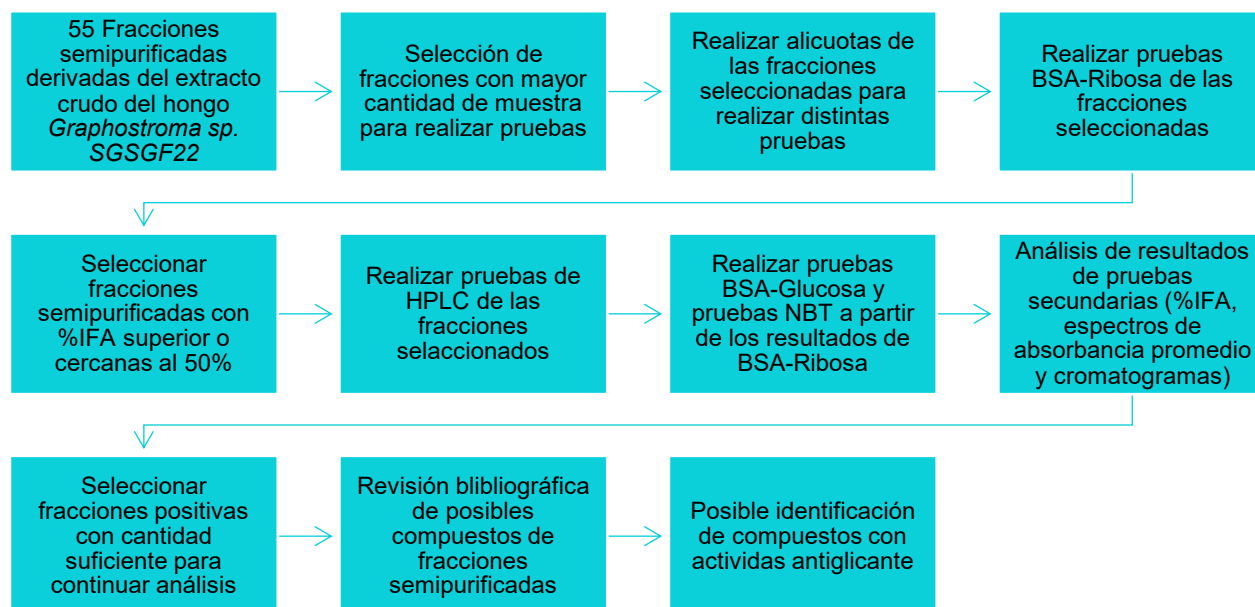 55 Fracciones
semipurificadas
derivadas del extracto
crudo del hongo
Graphostroma sp.
SGSGF22
Selección de
fracciones con mayor
cantidad de muestra
para realizar pruebas
Realizar alicuotas de
las fracciones
seleccionadas para
realizar distintas
pruebas
Realizar pruebas
BSA-Ribosa de las
fracciones
seleccionadas
Seleccionar
fracciones
semipurificadas con
%IFA superior o
cercanas al 50%
Realizar pruebas de
HPLC de las
fracciones
selaccionados
Realizar pruebas
BSA-Glucosa y
pruebas NBT a partir
de los resultados de
BSA-Ribosa
Análisis de resultados
de pruebas
secundarias (%IFA,
espectros de
absorbancia promedio
y cromatogramas)
Seleccionar
fracciones positivas
con cantidad
suficiente para
continuar análisis
Revisión blibliográfica
de posibles
compuestos de
fracciones
semipurificadas
Posible identificación
de compuestos con
actividas antiglicante